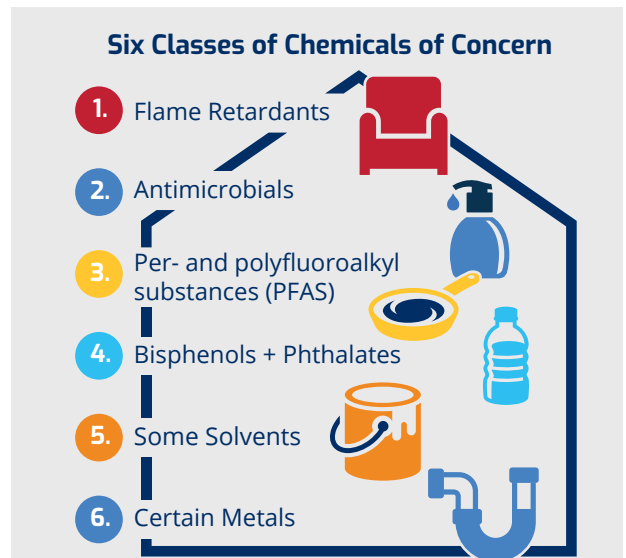 Six Classes of Chemicals of Concern
1. Flame Retardants
2. Antimicrobials
3. Per- and polyfluoroalkyl
substances (PFAS)
4. Bisphenols + Phthalates
5. Some Solvents
6. Certain Metals